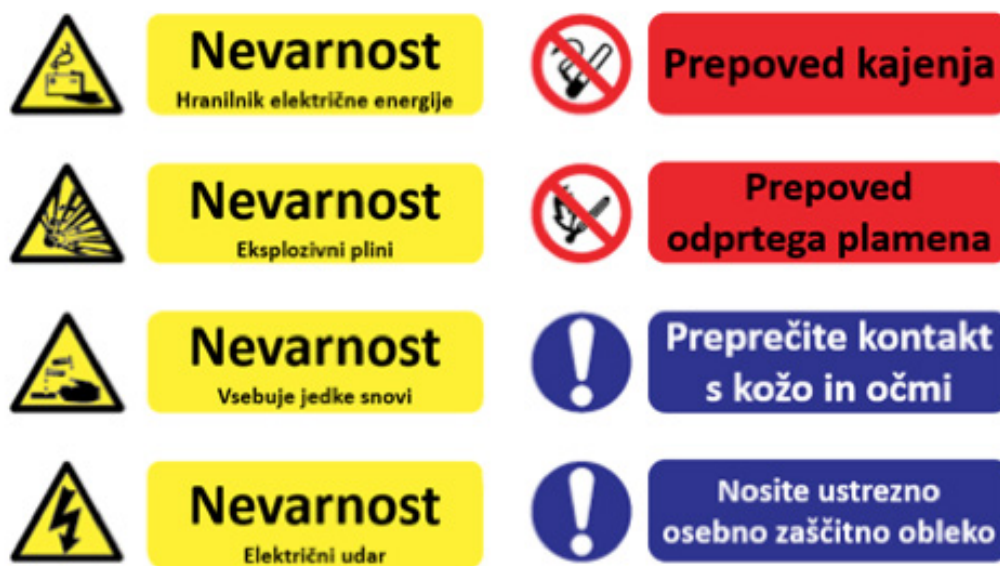 Nevarnost
Hranilnik električne energije
Prepoved kajenja
Nevarnost
Eksplozivni plini
Prepoved
odprtega plamena
Nevarnost
Vsebuje jedke snovi
Preprečite kontakt
s kožo in očmi
Nevarnost
Električni udar
Nosite ustrezno
osebno zaščitno obleko